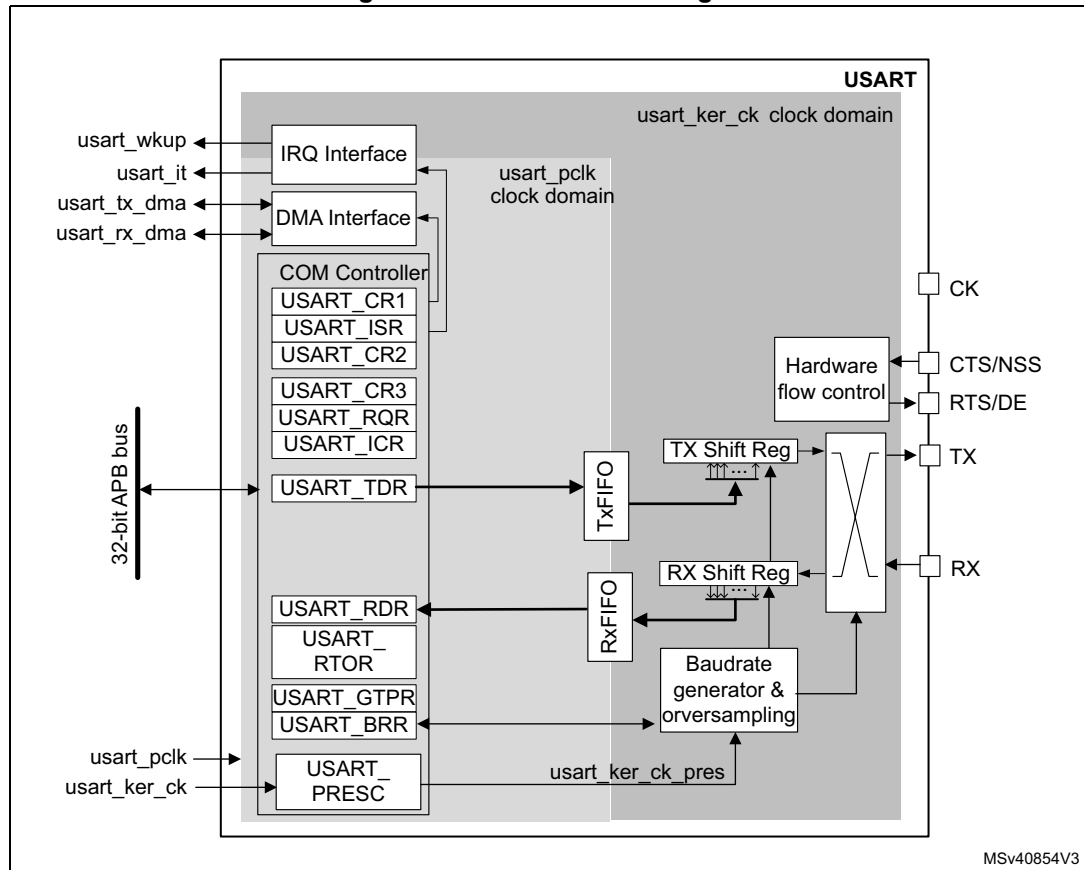 USART
usart_ker_ck clock domain
usart_wkup
IRQ Interface
usart_it
usart_pclk
clock domain
usart_tx_dma
DMA Interface
usart_rx_dma
COM Controller
USART_CR1
USART_ISR
USART_CR2
USART_CR3
USART_RQR
USART_ICR
USART_TDR
32-bit APB bus
TxFIFO
TX Shift Reg
...
CK
Hardware
flow control
CTS/NSS
RTS/DE
TX
RX
RX Shift Reg
...
RxFIFO
USART_RDR
USART_
RTOR
USART_GTPR
USART_BRR
Baudrate
generator &
orversampling
usart_pclk
usart_ker_ck
USART_
PRESC
usart_ker_ck_pres
MSv40854V3